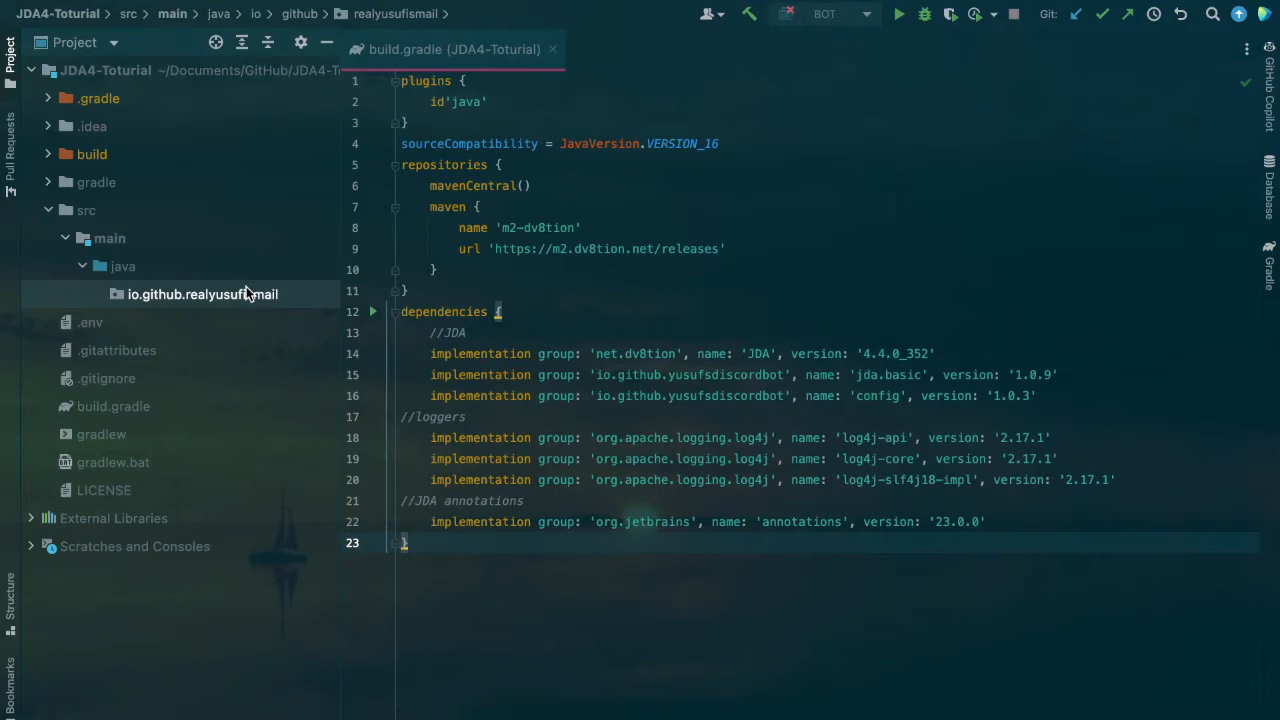 JDA4-Toturial
src
main
java
io
github
realyusufismail
BOT
Git:
Project
Project
Pull Requests
Structure
Bookmarks
JDA4-Toturial ~/Documents/GitHub/JDA4-T
.gradle
.idea
build
gradle
src
main
java
io.github.realyusufismail
.env
.gitattributes
.gitignore
build.gradle
gradlew
gradlew.bat
LICENSE
External Libraries
Scratches and Consoles
build.gradle (JDA4-Toturial)
1 plugins {
2 id'java'
3 }
4 sourceCompatibility = JavaVersion.VERSION_16
5 repositories {
6 mavenCentral()
7 maven {
8 name 'm2-dv8tion'
9 url 'https://m2.dv8tion.net/releases'
10 }
11 }
12 dependencies {
13 //JDA
14 implementation group: 'net.dv8tion', name: 'JDA', version: '4.4.0_352'
15 implementation group: 'io.github.yusufsdiscordbot', name: 'jda.basic', version: '1.0.9'
16 implementation group: 'io.github.yusufsdiscordbot', name: 'config', version: '1.0.3'
17 //loggers
18 implementation group: 'org.apache.logging.log4j', name: 'log4j-api', version: '2.17.1'
19 implementation group: 'org.apache.logging.log4j', name: 'log4j-core', version: '2.17.1'
20 implementation group: 'org.apache.logging.log4j', name: 'log4j-slf4j18-impl', version: '2.17.1'
21 //JDA annotations
22 implementation group: 'org.jetbrains', name: 'annotations', version: '23.0.0'
23 }
GitHub Copilot
Database
Gradle